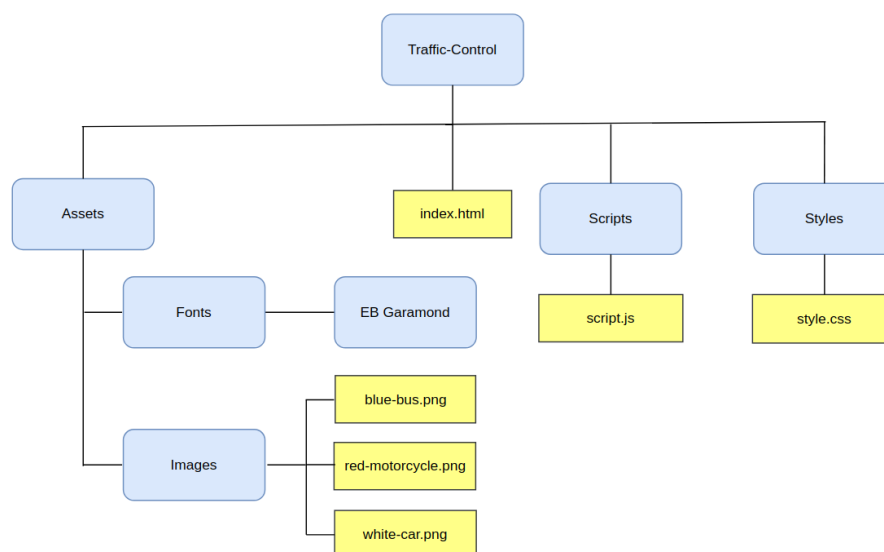 Traffic-Control
Assets
index.html
Scripts
Styles
Fonts
EB Garamond
script.js
style.css
blue-bus.png
Images
red-motorcycle.png
white-car.png